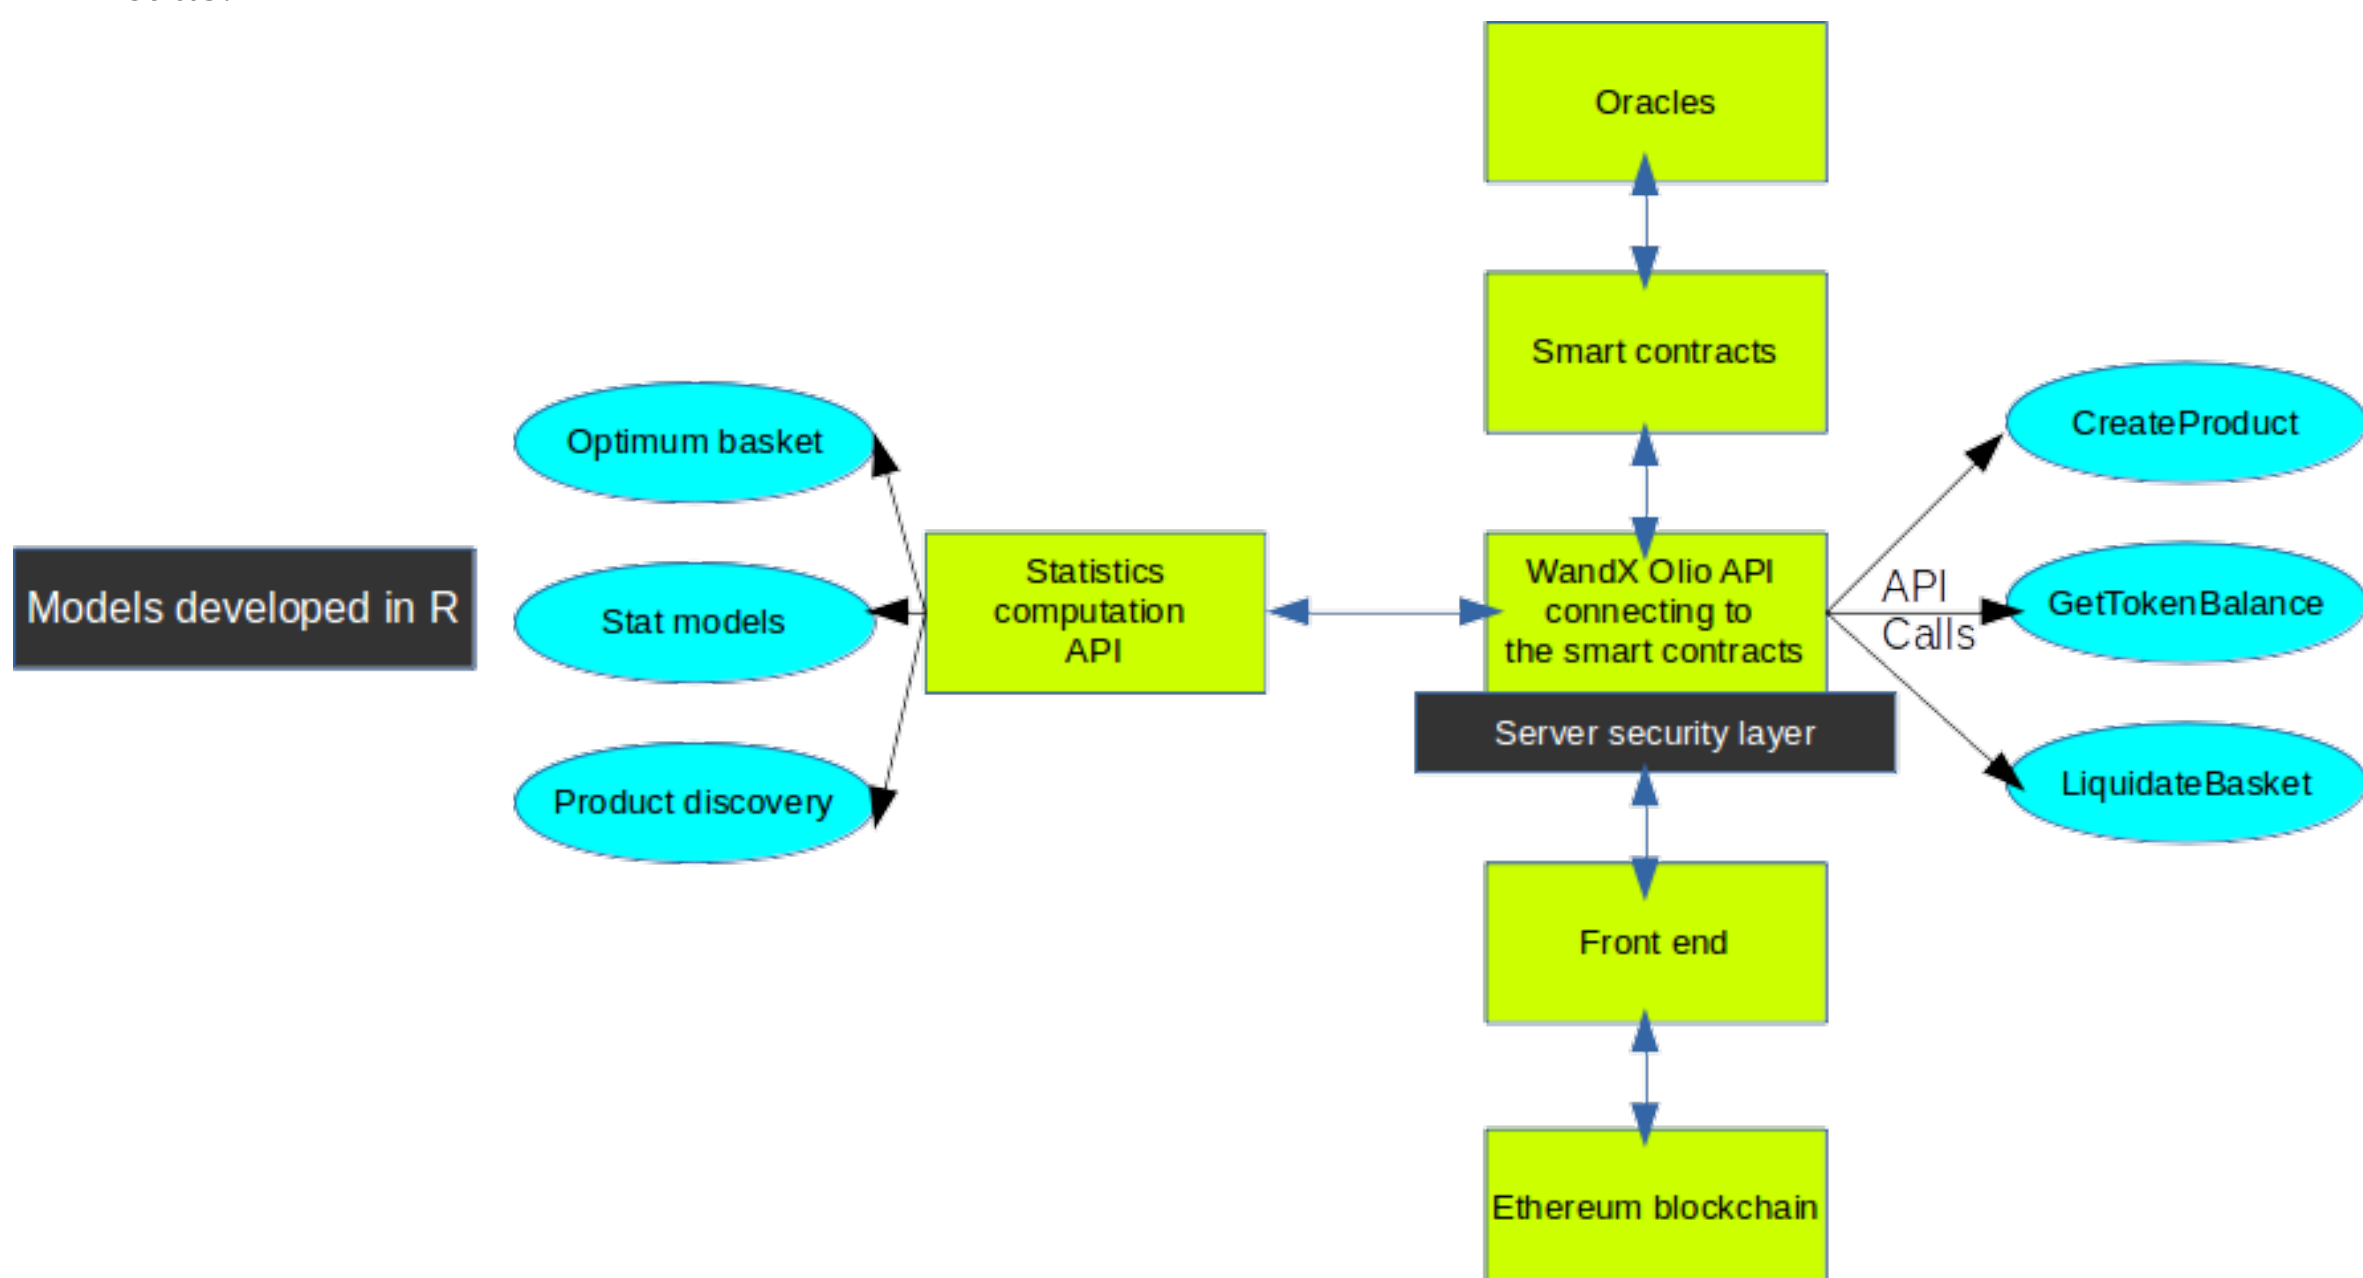 Oracles
Smart contracts
Optimum basket
CreateProduct
Models developed in R
Stat models
Statistics
computation
API
WandX Olio API
connecting to
the smart contracts
API
Calls
GetTokenBalance
Server security layer
Product discovery
LiquidateBasket
Front end
Ethereum blockchain